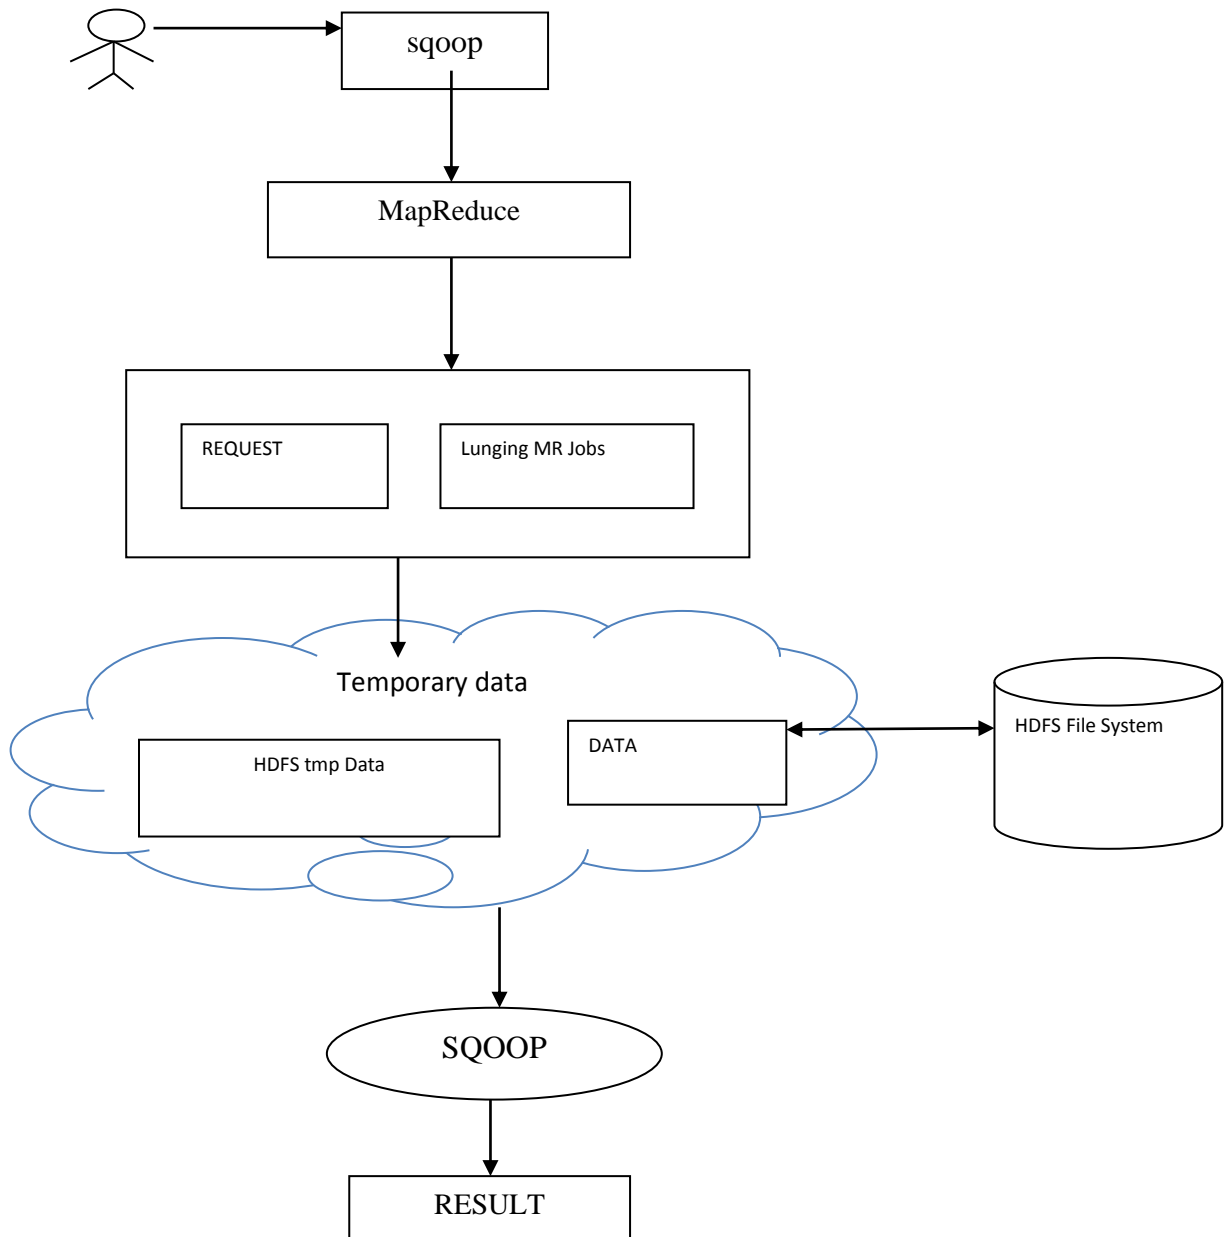 sqoop
MapReduce
REQUEST
Lunging MR Jobs
Temporary data
HDFS tmp Data
DATA
HDFS File System
SQOOP
RESULT